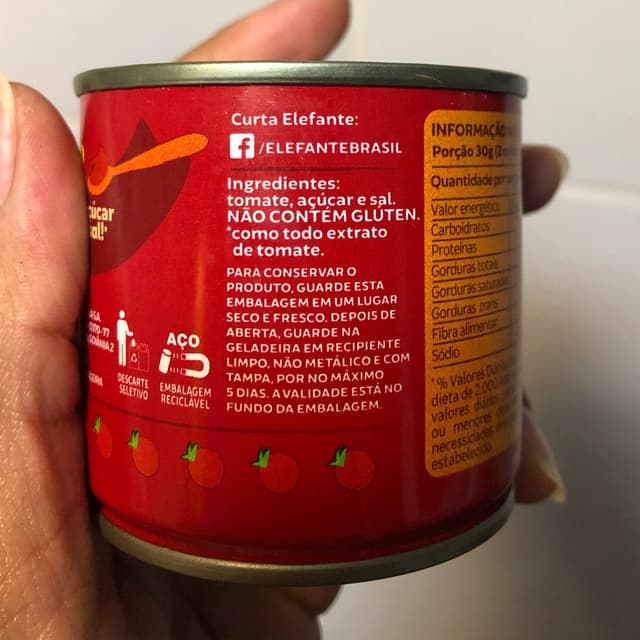 Curta Elefante:
/ELEFANTEBRASIL
Ingredientes:
tomate, açúcar e sal.
NÃO CONTÉM GLÚTEN.
*como todo extrato
de tomate.
PARA CONSERVAR O
PRODUTO, GUARDE ESTA
EMBALAGEM EM UM LUGAR
SECO E FRESCO. DEPOIS DE
ABERTA, GUARDE NA
GELADEIRA EM RECIPIENTE
LIMPO, NÃO METÁLICO E COM
TAMPA, POR NO MÁXIMO
5 DIAS. A VALIDADE ESTÁ NO
FUNDO DA EMBALAGEM.
DESCARTE
SELETIVO
AÇO
EMBALAGEM
RECICLÁVEL
INFORMAÇÃO
Porção 30g (2
Quantidade por
Valor energético
Carboidratos
Proteínas
Gorduras totais
Gorduras saturadas
Gorduras trans
Fibra alimentar
Sódio
*% Valores
dieta de 2.000
valores diários
ou menores
necessidades
estabelecido